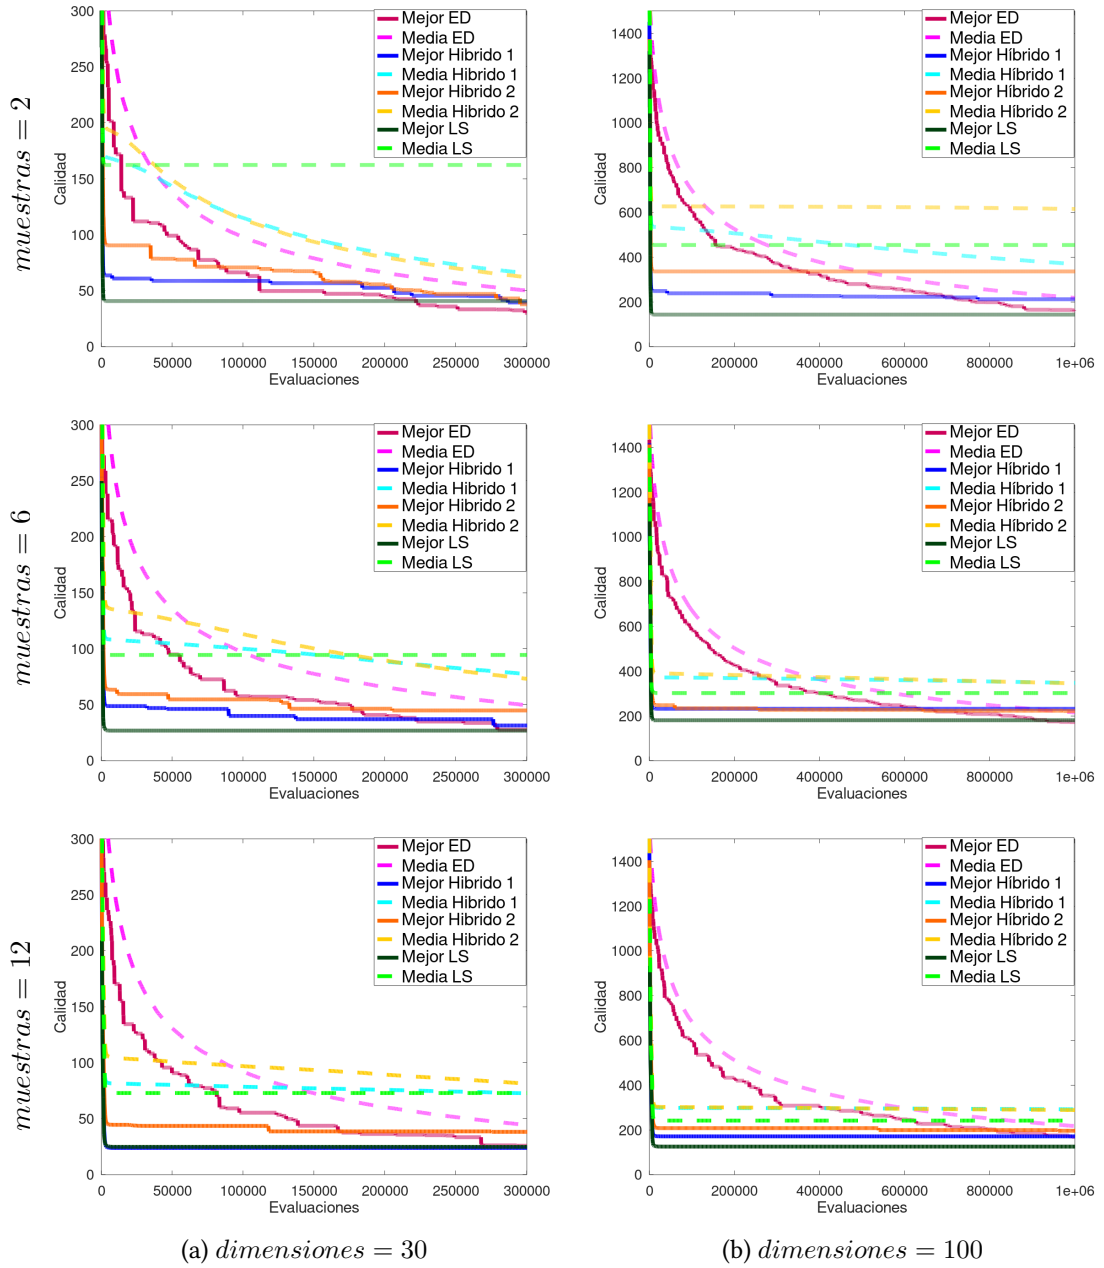 muestras = 2
300
250
200
150
100
50
0
Calidad
Mejor ED
Media ED
Mejor Hibrido 1
Media Hibrido 1
Mejor Hibrido 2
Media Hibrido 2
Mejor LS
Media LS
0 50000 100000 150000 200000 250000 300000
Evaluaciones
1400
1200
1000
800
600
400
200
0
Calidad
Mejor ED
Media ED
Mejor Híbrido 1
Media Híbrido 1
Mejor Híbrido 2
Media Híbrido 2
Mejor LS
Media LS
0 200000 400000 600000 800000 1e+06
Evaluaciones
muestras = 6
300
250
200
150
100
50
0
Calidad
Mejor ED
Media ED
Mejor Hibrido 1
Media Hibrido 1
Mejor Hibrido 2
Media Hibrido 2
Mejor LS
Media LS
0 50000 100000 150000 200000 250000 300000
Evaluaciones
1400
1200
1000
800
600
400
200
0
Calidad
Mejor ED
Media ED
Mejor Híbrido 1
Media Híbrido 1
Mejor Híbrido 2
Media Híbrido 2
Mejor LS
Media LS
0 200000 400000 600000 800000 1e+06
Evaluaciones
muestras = 12
300
250
200
150
100
50
0
Calidad
Mejor ED
Media ED
Mejor Hibrido 1
Media Hibrido 1
Mejor Hibrido 2
Media Hibrido 2
Mejor LS
Media LS
0 50000 100000 150000 200000 250000 300000
Evaluaciones
1400
1200
1000
800
600
400
200
0
Calidad
Mejor ED
Media ED
Mejor Híbrido 1
Media Híbrido 1
Mejor Híbrido 2
Media Híbrido 2
Mejor LS
Media LS
0 200000 400000 600000 800000 1e+06
Evaluaciones
(a) dimensiones = 30
(b) dimensiones = 100